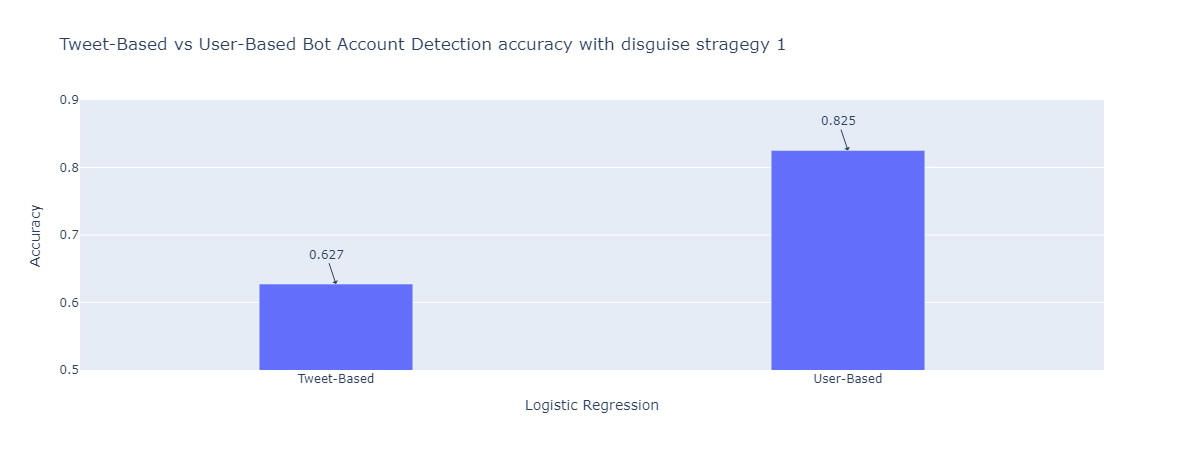 Tweet-Based vs User-Based Bot Account Detection accuracy with disguise stragegy 1
0.9
0.825
0.8
Accuracy
0.7
0.627
0.6
0.5
Tweet-Based User-Based
Logistic Regression